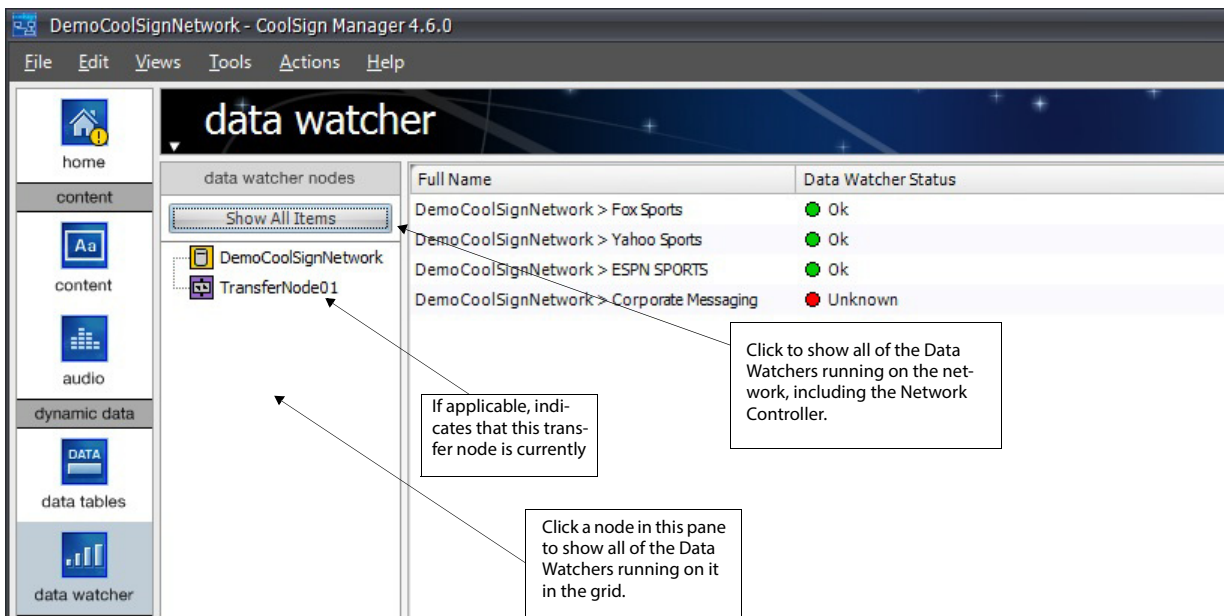 DemoCoolSignNetwork - CoolSign Manager 4.6.0
File Edit Views Tools Actions Help
home
content
Aa
content
audio
dynamic data
DATA
data tables
data watcher
data watcher
data watcher nodes
Show All Items
DemoCoolSignNetwork
TransferNode01
Full Name Data Watcher Status
DemoCoolSignNetwork > Fox Sports Ok
DemoCoolSignNetwork > Yahoo Sports Ok
DemoCoolSignNetwork > ESPN SPORTS Ok
DemoCoolSignNetwork > Corporate Messaging Unknown
Click to show all of the Data
Watchers running on the net-
work, including the Network
Controller.
If applicable, indi-
cates that this trans-
fer node is currently
Click a node in this pane
to show all of the Data
Watchers running on it
in the grid.